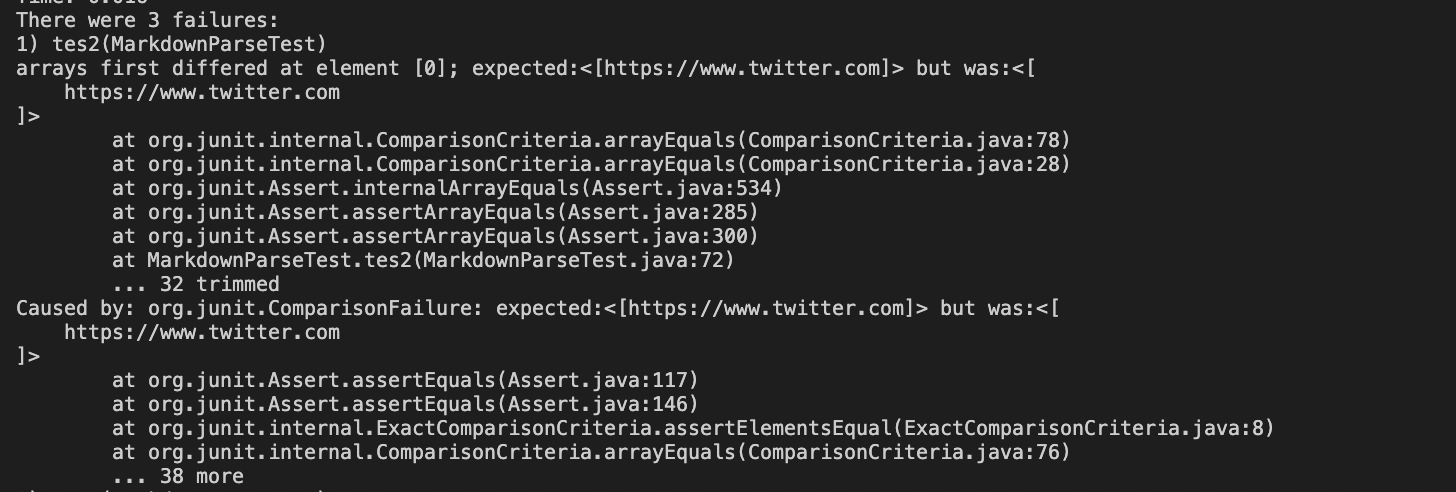 There were 3 failures:
1) tes2(MarkdownParseTest)
arrays first differed at element [0]; expected:<[https://www.twitter.com]> but was:<[
    https://www.twitter.com
]>
        at org.junit.internal.ComparisonCriteria.arrayEquals(ComparisonCriteria.java:78)
        at org.junit.internal.ComparisonCriteria.arrayEquals(ComparisonCriteria.java:28)
        at org.junit.Assert.internalArrayEquals(Assert.java:534)
        at org.junit.Assert.assertArrayEquals(Assert.java:285)
        at org.junit.Assert.assertArrayEquals(Assert.java:300)
        at MarkdownParseTest.tes2(MarkdownParseTest.java:72)
        ... 32 trimmed
Caused by: org.junit.ComparisonFailure: expected:<[https://www.twitter.com]> but was:<[
    https://www.twitter.com
]>
        at org.junit.Assert.assertEquals(Assert.java:117)
        at org.junit.Assert.assertEquals(Assert.java:146)
        at org.junit.internal.ExactComparisonCriteria.assertElementsEqual(ExactComparisonCriteria.java:8)
        at org.junit.internal.ComparisonCriteria.arrayEquals(ComparisonCriteria.java:76)
        ... 38 more